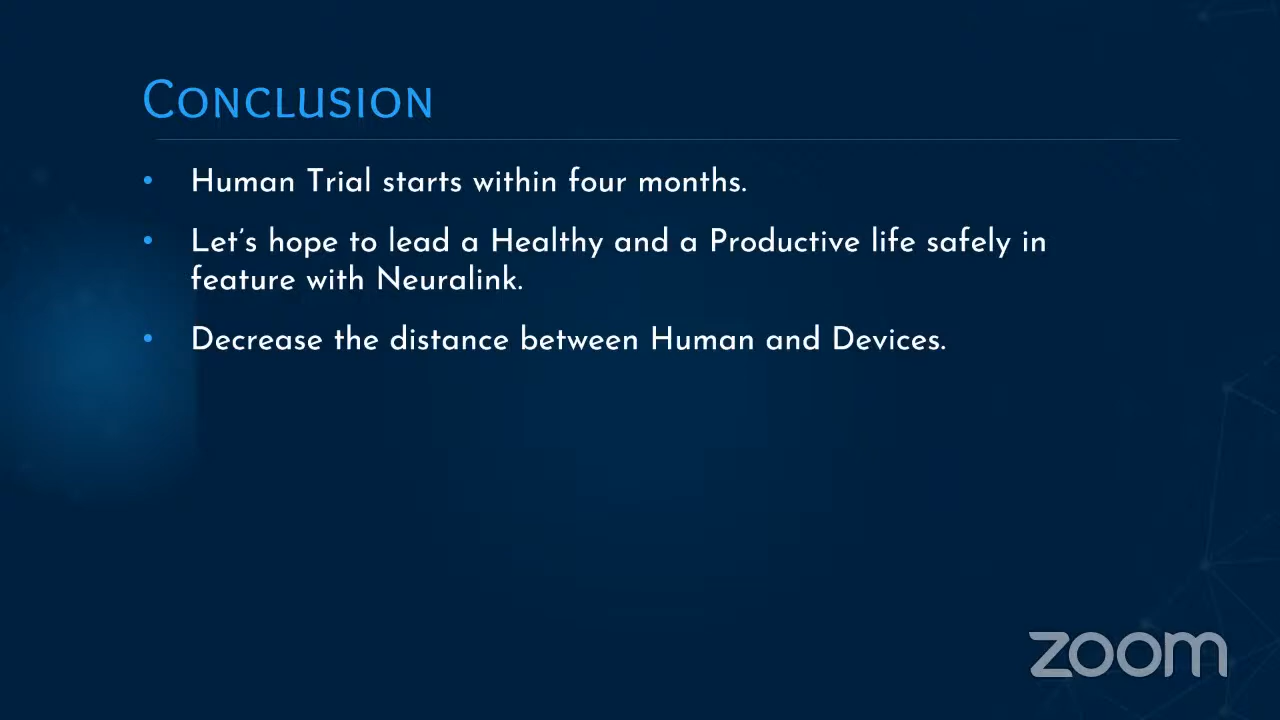 Conclusion
• Human Trial starts within four months.
• Let's hope to lead a Healthy and a Productive life safely in
feature with Neuralink.
• Decrease the distance between Human and Devices.
zoom